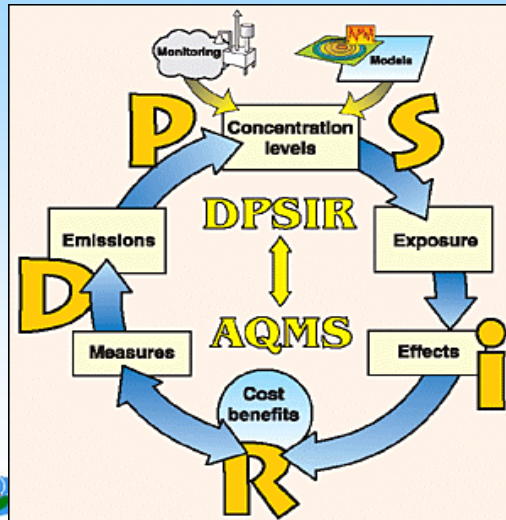 Monitoring
Models
P
Concentration
levels
S
DPSIR
Emissions
Exposure
D
AQMS
Measures
Effects
i
Cost
benefits
R